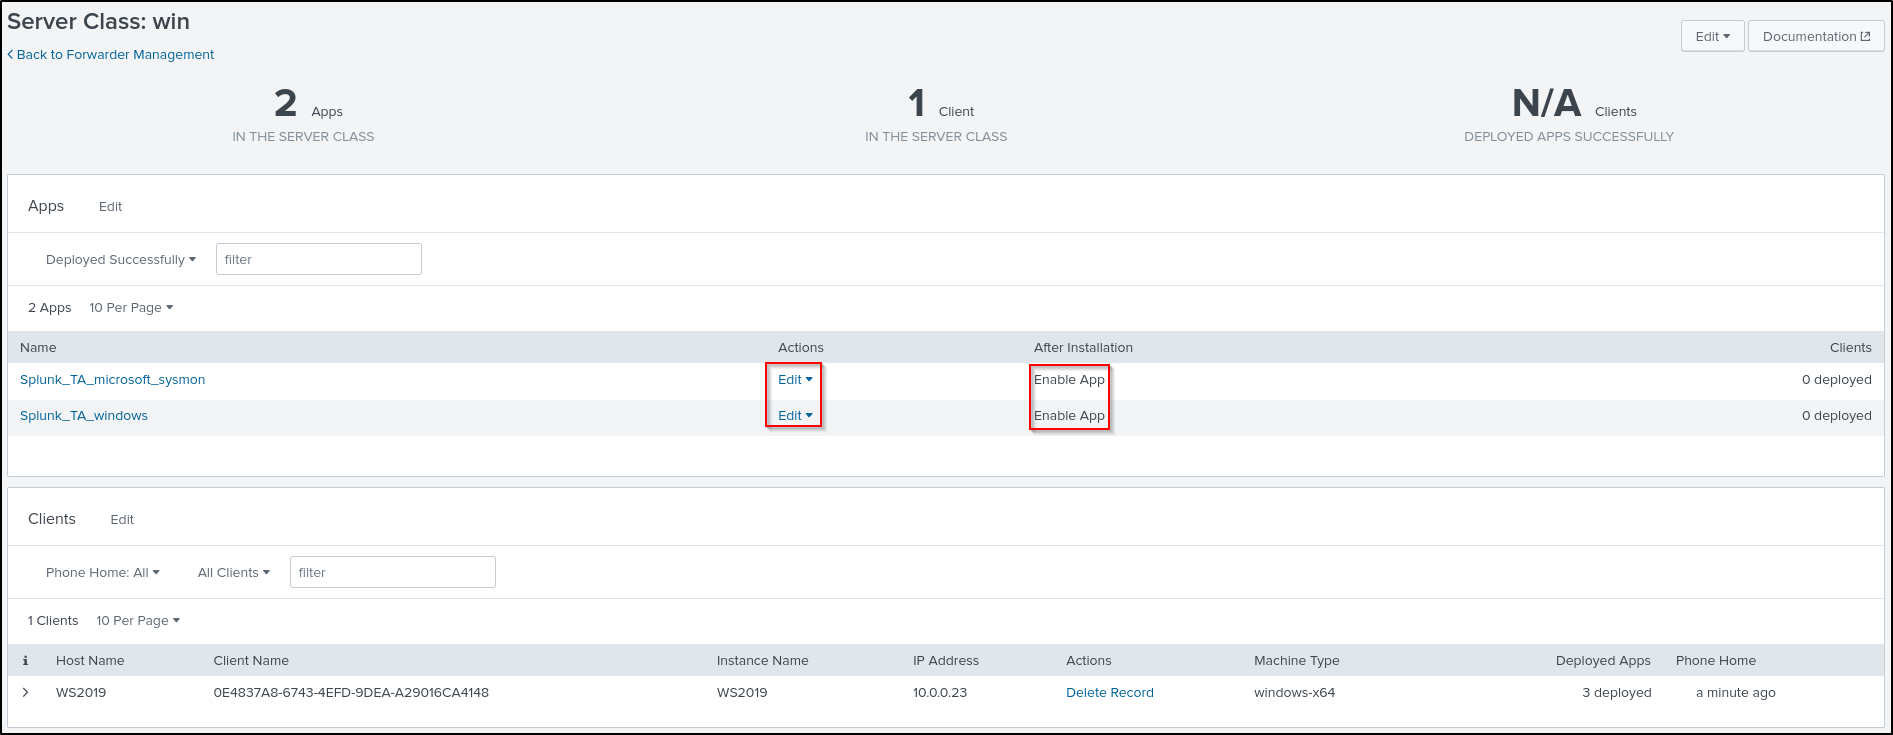 Server Class: win
Back to Forwarder Management
Edit Documentation
2 Apps
IN THE SERVER CLASS
1 Client
IN THE SERVER CLASS
N/A Clients
DEPLOYED APPS SUCCESSFULLY
Apps Edit
Deployed Successfully filter
2 Apps 10 Per Page
Name Actions After Installation Clients
Splunk_TA_microsoft_sysmon Edit Enable App 0 deployed
Splunk_TA_windows Edit Enable App 0 deployed
Clients Edit
Phone Home: All All Clients filter
1 Clients 10 Per Page
i Host Name Client Name Instance Name IP Address Actions Machine Type Deployed Apps Phone Home
WS2019 0E4837A8-6743-4EFD-9DEA-A29016CA4148 WS2019 10.0.0.23 Delete Record windows-x64 3 deployed a minute ago